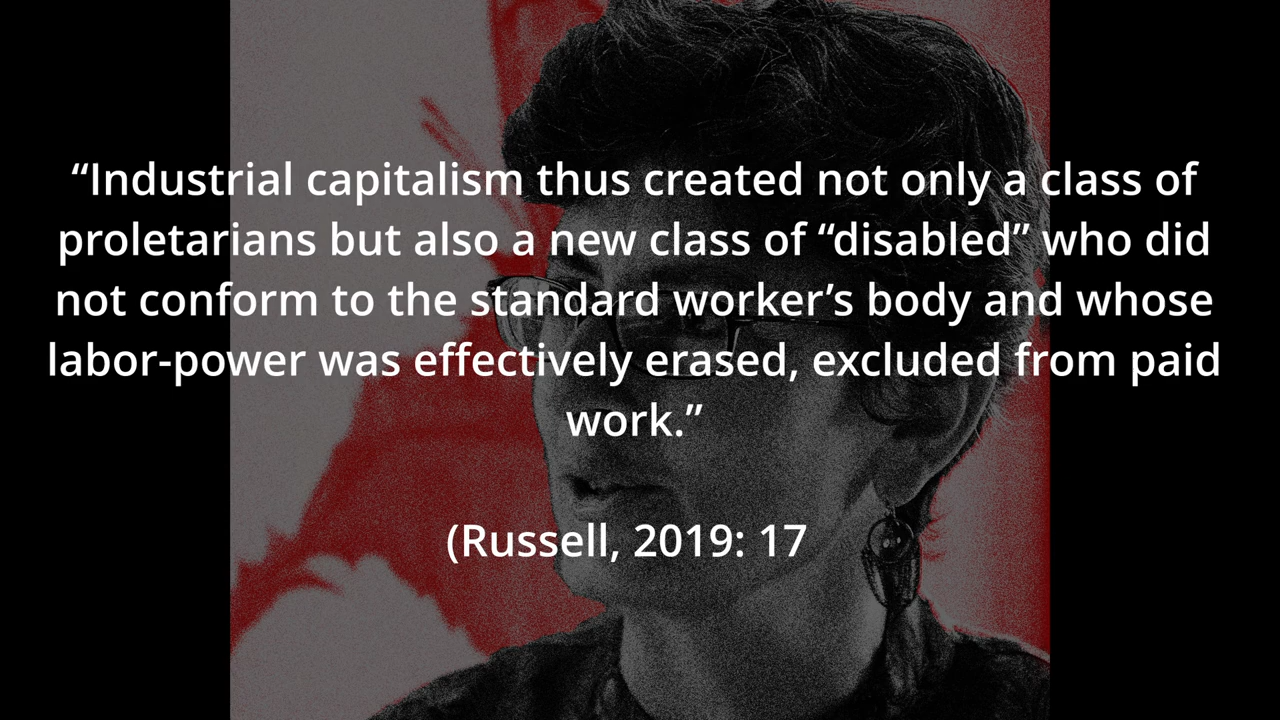 “Industrial capitalism thus created not only a class of
proletarians but also a new class of “disabled” who did
not conform to the standard worker’s body and whose
labor-power was effectively erased, excluded from paid
work.”
(Russell, 2019: 17